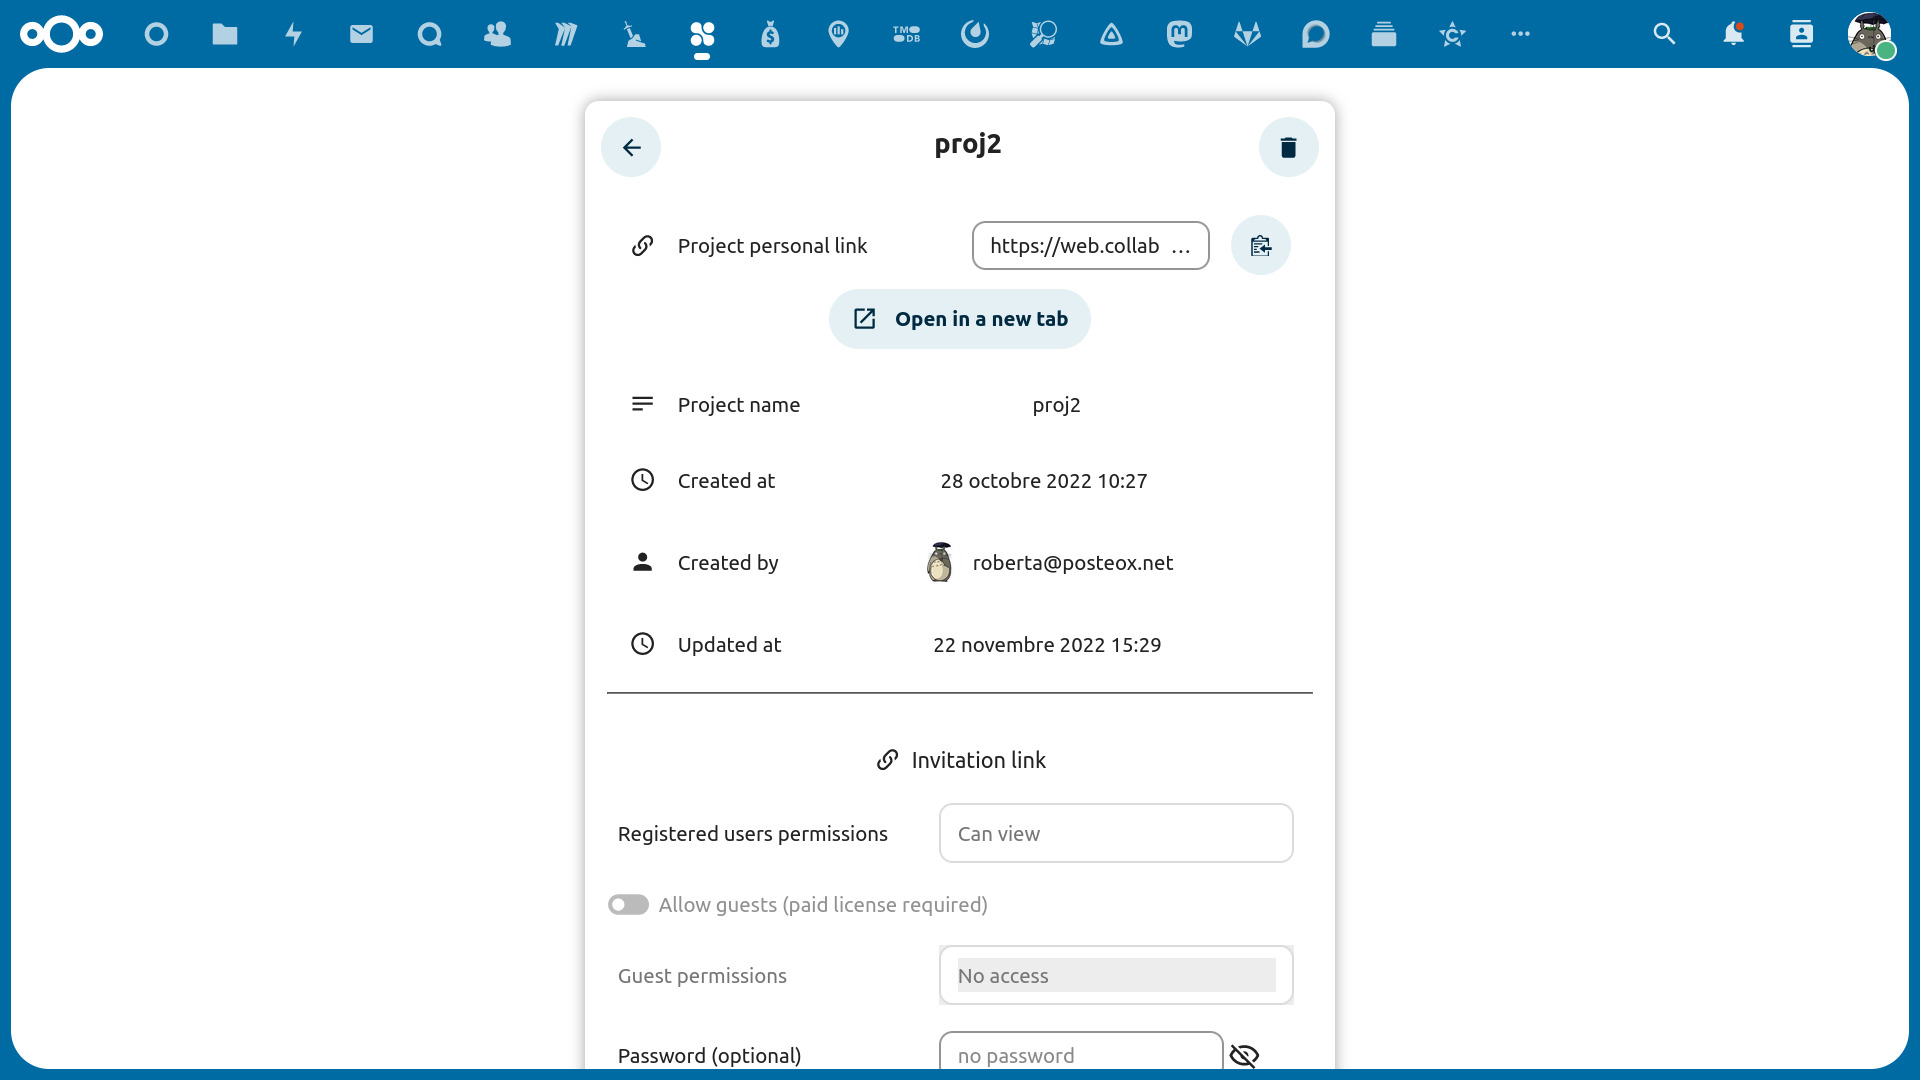 TM
DB
proj2
Project personal link
https://web.collab ...
Open in a new tab
Project name
proj2
Created at
28 octobre 2022 10:27
Created by
roberta@posteox.net
Updated at
22 novembre 2022 15:29
Invitation link
Registered users permissions
Can view
Allow guests (paid license required)
Guest permissions
No access
Password (optional)
no password